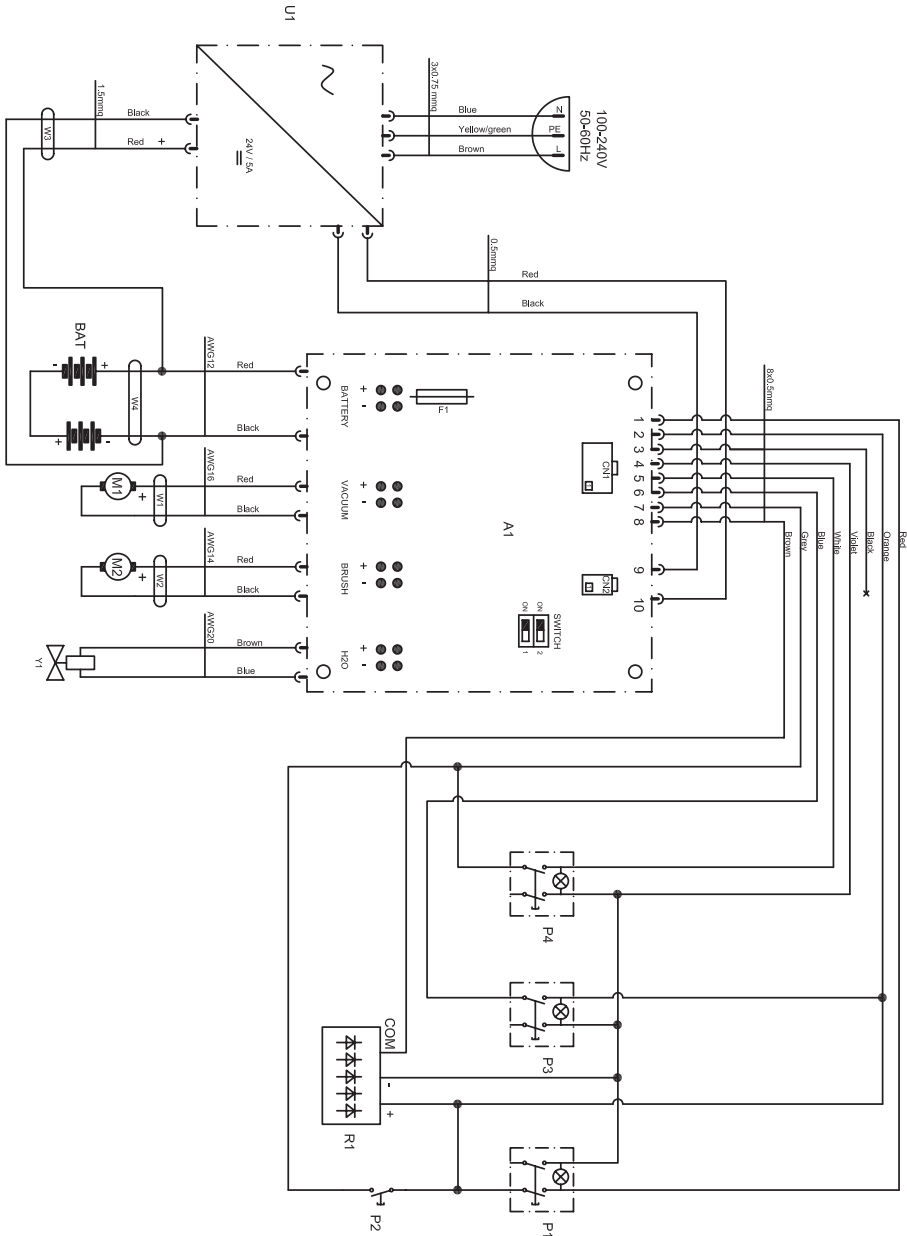 U1
100-240V
50-60Hz
N
PE
L
Blue
Yellow/green
Brown
3x0.75 mmq
24V / 5A
1.5mmq
Black
Red +
W3
0.5mmq
Red
Black
BAT
- +
+ -
W4
AWG12
Red
Black
BATTERY
+
-
F1
8x0.5mmq
1
2
3
4
5
6
7
8
9
10
CN1
CN2
A1
M1
+
W1
AWG16
Red
Black
VACUUM
+
-
M2
+
W2
AWG14
Red
Black
BRUSH
+
-
Y1
AWG20
Brown
Blue
H2O
+
-
SWITCH
ON
ON
1
2
Brown
Grey
Blue
White
Violet
Black
Orange
Red
P4
P3
COM
-
+
R1
P2
P1